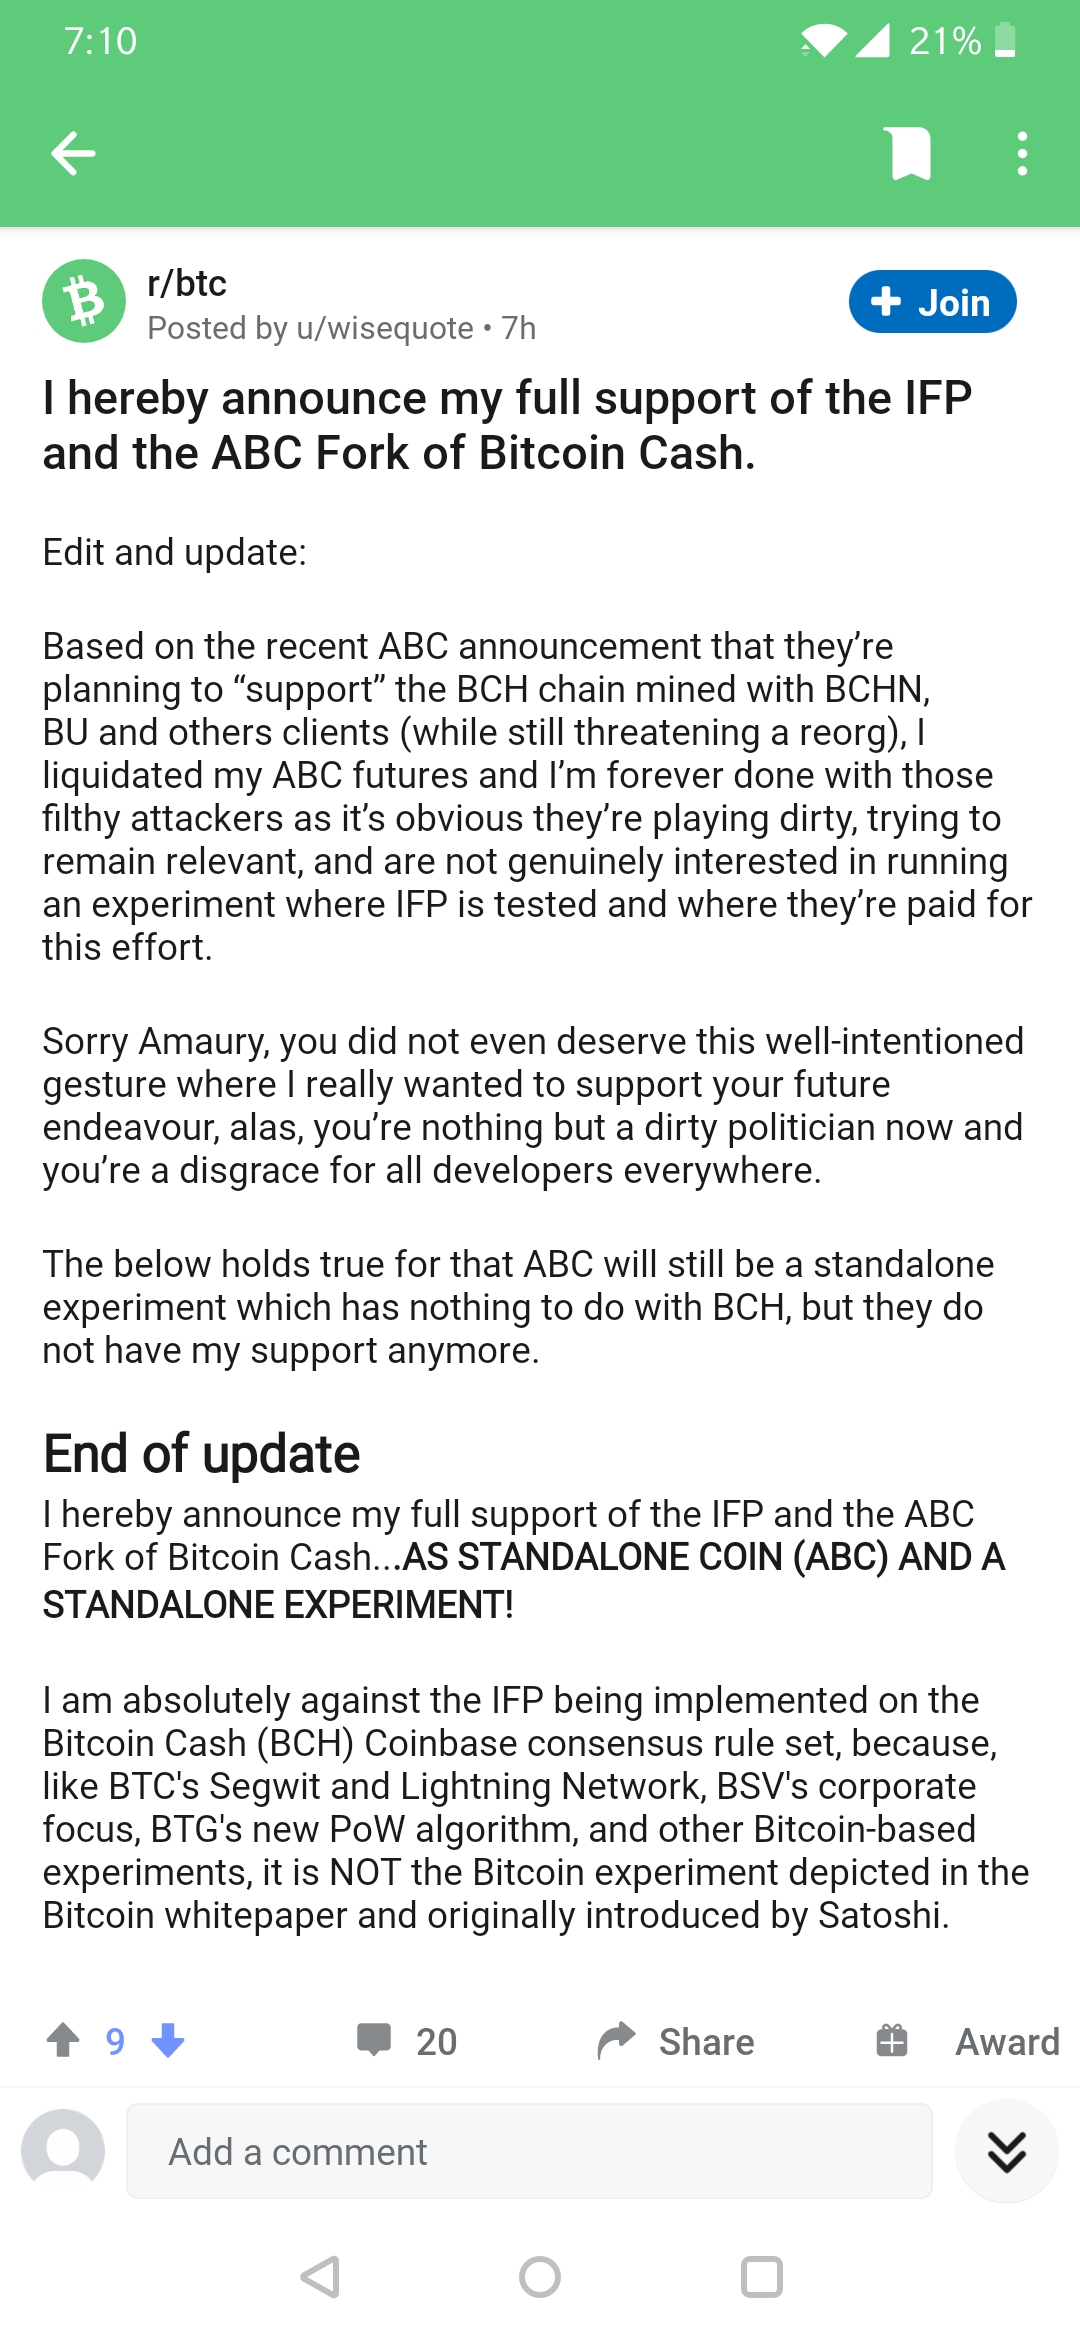 7:10
21%
r/btc
Posted by u/wisequote • 7h
+ Join
I hereby announce my full support of the IFP
and the ABC Fork of Bitcoin Cash.
Edit and update:
Based on the recent ABC announcement that they’re
planning to “support” the BCH chain mined with BCHN,
BU and others clients (while still threatening a reorg), I
liquidated my ABC futures and I’m forever done with those
filthy attackers as it’s obvious they’re playing dirty, trying to
remain relevant, and are not genuinely interested in running
an experiment where IFP is tested and where they’re paid for
this effort.
Sorry Amaury, you did not even deserve this well-intentioned
gesture where I really wanted to support your future
endeavour, alas, you’re nothing but a dirty politician now and
you’re a disgrace for all developers everywhere.
The below holds true for that ABC will still be a standalone
experiment which has nothing to do with BCH, but they do
not have my support anymore.
End of update
I hereby announce my full support of the IFP and the ABC
Fork of Bitcoin Cash...AS STANDALONE COIN (ABC) AND A
STANDALONE EXPERIMENT!
I am absolutely against the IFP being implemented on the
Bitcoin Cash (BCH) Coinbase consensus rule set, because,
like BTC's Segwit and Lightning Network, BSV's corporate
focus, BTG's new PoW algorithm, and other Bitcoin-based
experiments, it is NOT the Bitcoin experiment depicted in the
Bitcoin whitepaper and originally introduced by Satoshi.
9
20
Share
Award
Add a comment